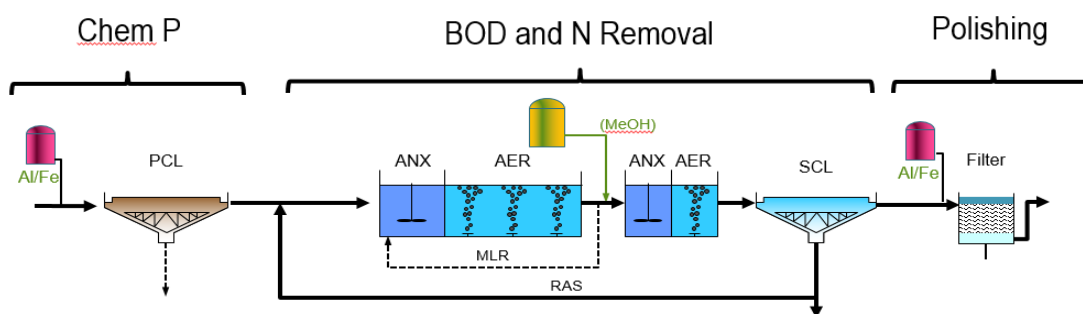 Chem P
BOD and N Removal
Polishing
Al/Fe
PCL
ANX
AER
(MeOH)
ANX
AER
SCL
Al/Fe
Filter
MLR
RAS